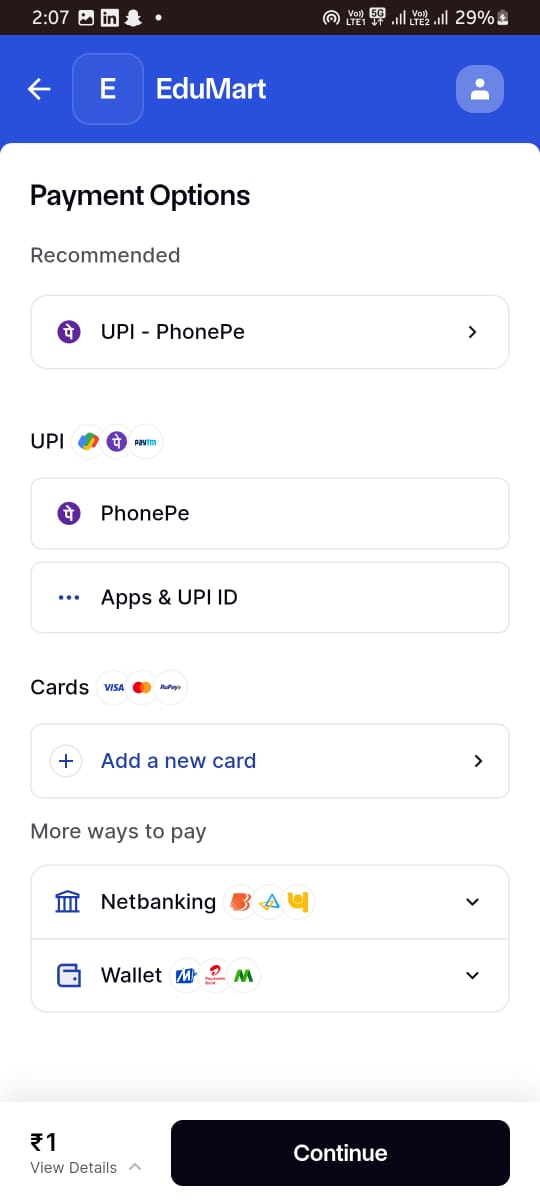 2:07
Vo)) LTE1 5G Vo)) LTE2 29%
E EduMart
Payment Options
Recommended
पे UPI - PhonePe
UPI पे paytm
पे PhonePe
Apps & UPI ID
Cards VISA RuPay
Add a new card
More ways to pay
Netbanking
Wallet
₹1
View Details
Continue